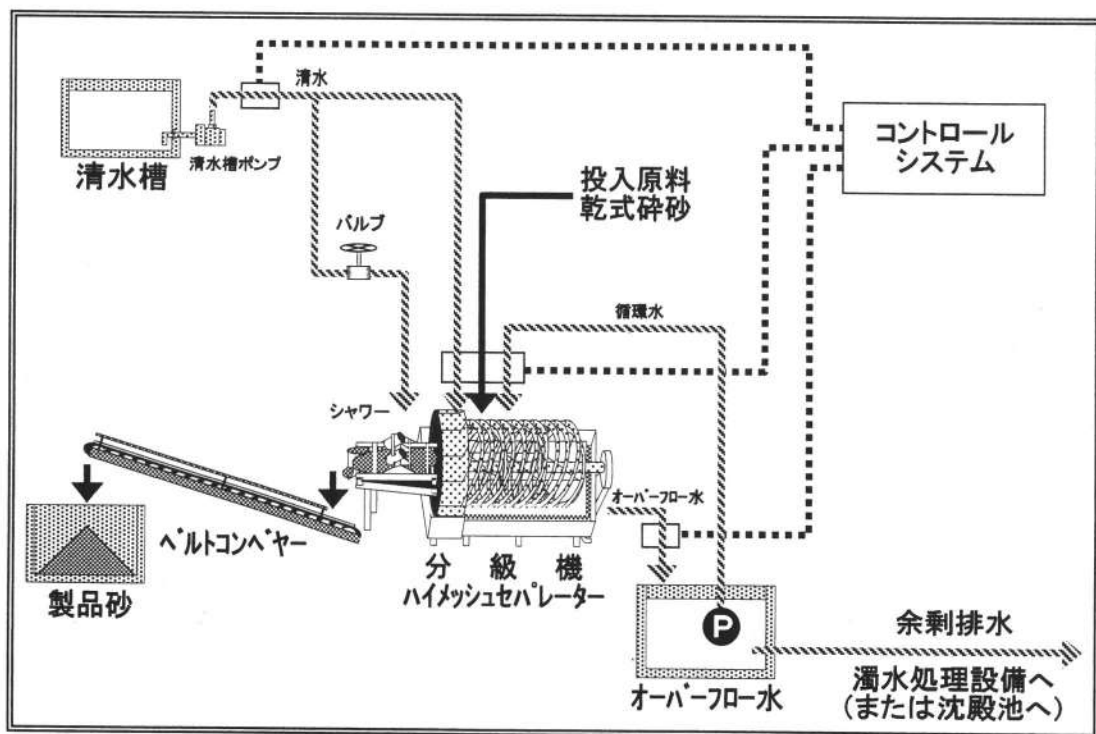 清水
清水槽ポンプ
清水槽
コントロール
システム
投入原料
乾式砕砂
バルブ
循環水
シャワー
オーバーフロー水
ベルトコンベヤー
分級機
ハイメッシュセパレーター
製品砂
P
余剰排水
オーバーフロー水
濁水処理設備へ
(または沈殿池へ)